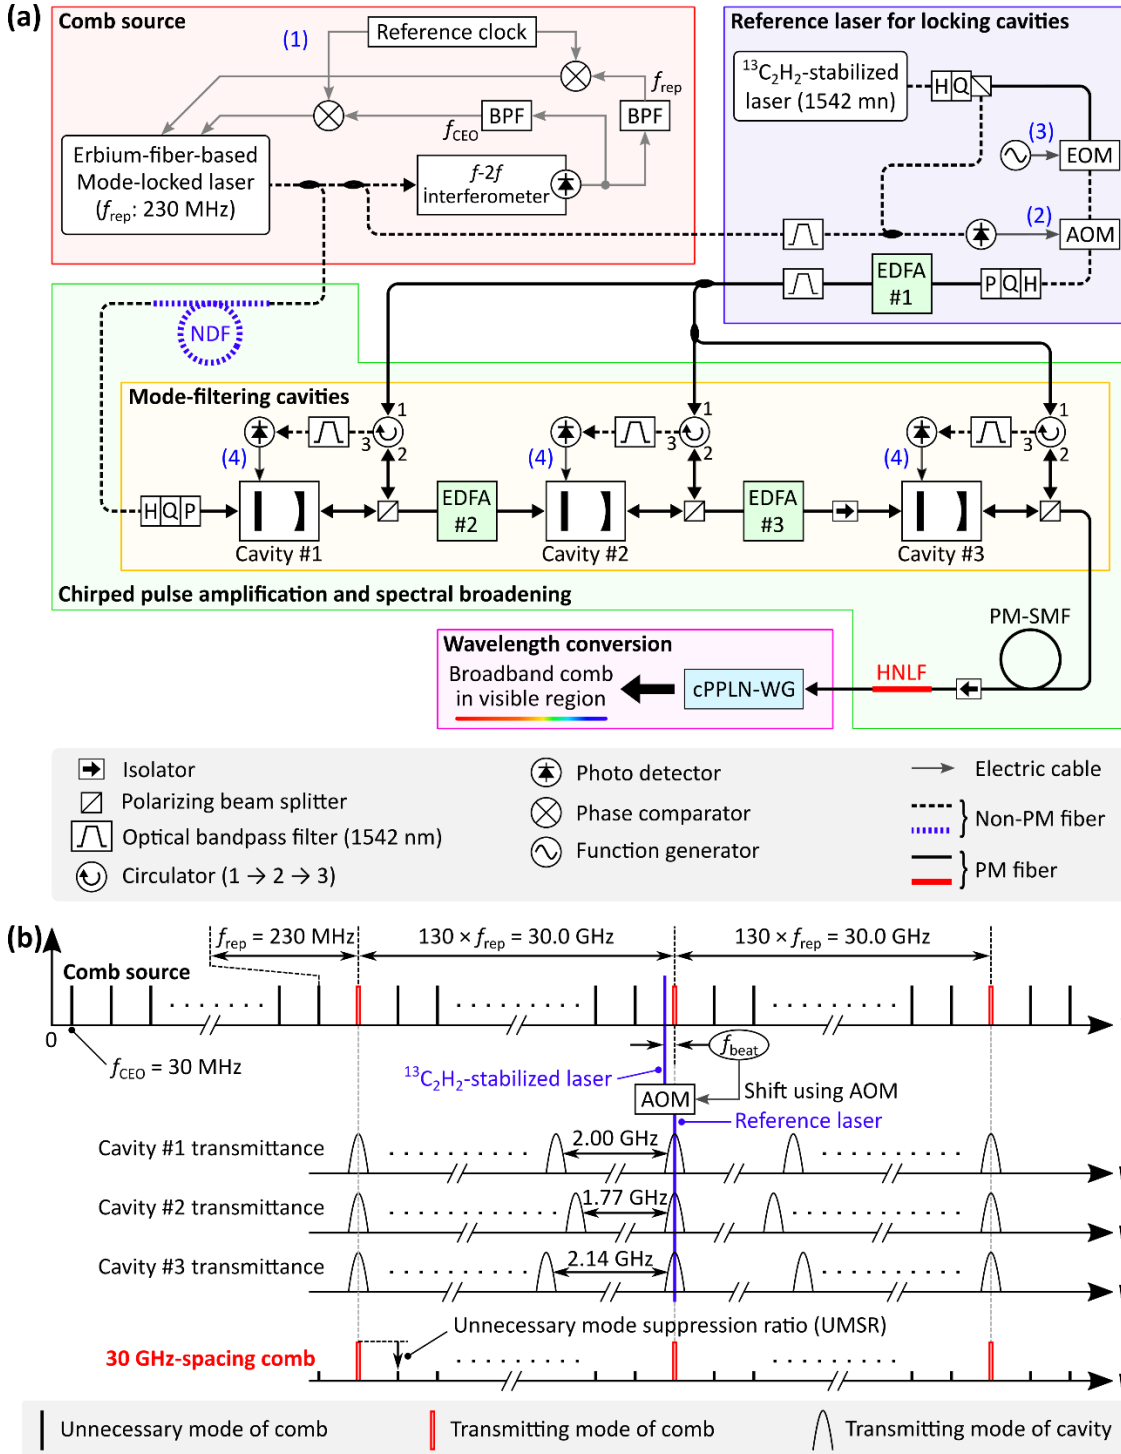 (a)
Comb source
(1)
Reference clock
f_rep
f_CEO
BPF
BPF
Erbium-fiber-based
Mode-locked laser
(f_rep: 230 MHz)
f-2f
interferometer
Reference laser for locking cavities
¹³C₂H₂-stabilized
laser (1542 mn)
H Q
(3)
EOM
(2)
AOM
EDFA
#1
P Q H
NDF
Mode-filtering cavities
1
3
2
(4)
1
3
2
(4)
1
3
2
(4)
H Q P
Cavity #1
EDFA
#2
Cavity #2
EDFA
#3
Cavity #3
Chirped pulse amplification and spectral broadening
PM-SMF
HNLF
Wavelength conversion
Broadband comb
in visible region
cPPLN-WG
Isolator
Polarizing beam splitter
Optical bandpass filter (1542 nm)
Circulator (1 → 2 → 3)
Photo detector
Phase comparator
Function generator
Electric cable
Non-PM fiber
PM fiber
(b)
f_rep = 230 MHz
130 × f_rep = 30.0 GHz
130 × f_rep = 30.0 GHz
Comb source
0
f_CEO = 30 MHz
f_beat
¹³C₂H₂-stabilized laser
AOM
Shift using AOM
Reference laser
Cavity #1 transmittance
2.00 GHz
Cavity #2 transmittance
1.77 GHz
Cavity #3 transmittance
2.14 GHz
Unnecessary mode suppression ratio (UMSR)
30 GHz-spacing comb
Unnecessary mode of comb
Transmitting mode of comb
Transmitting mode of cavity